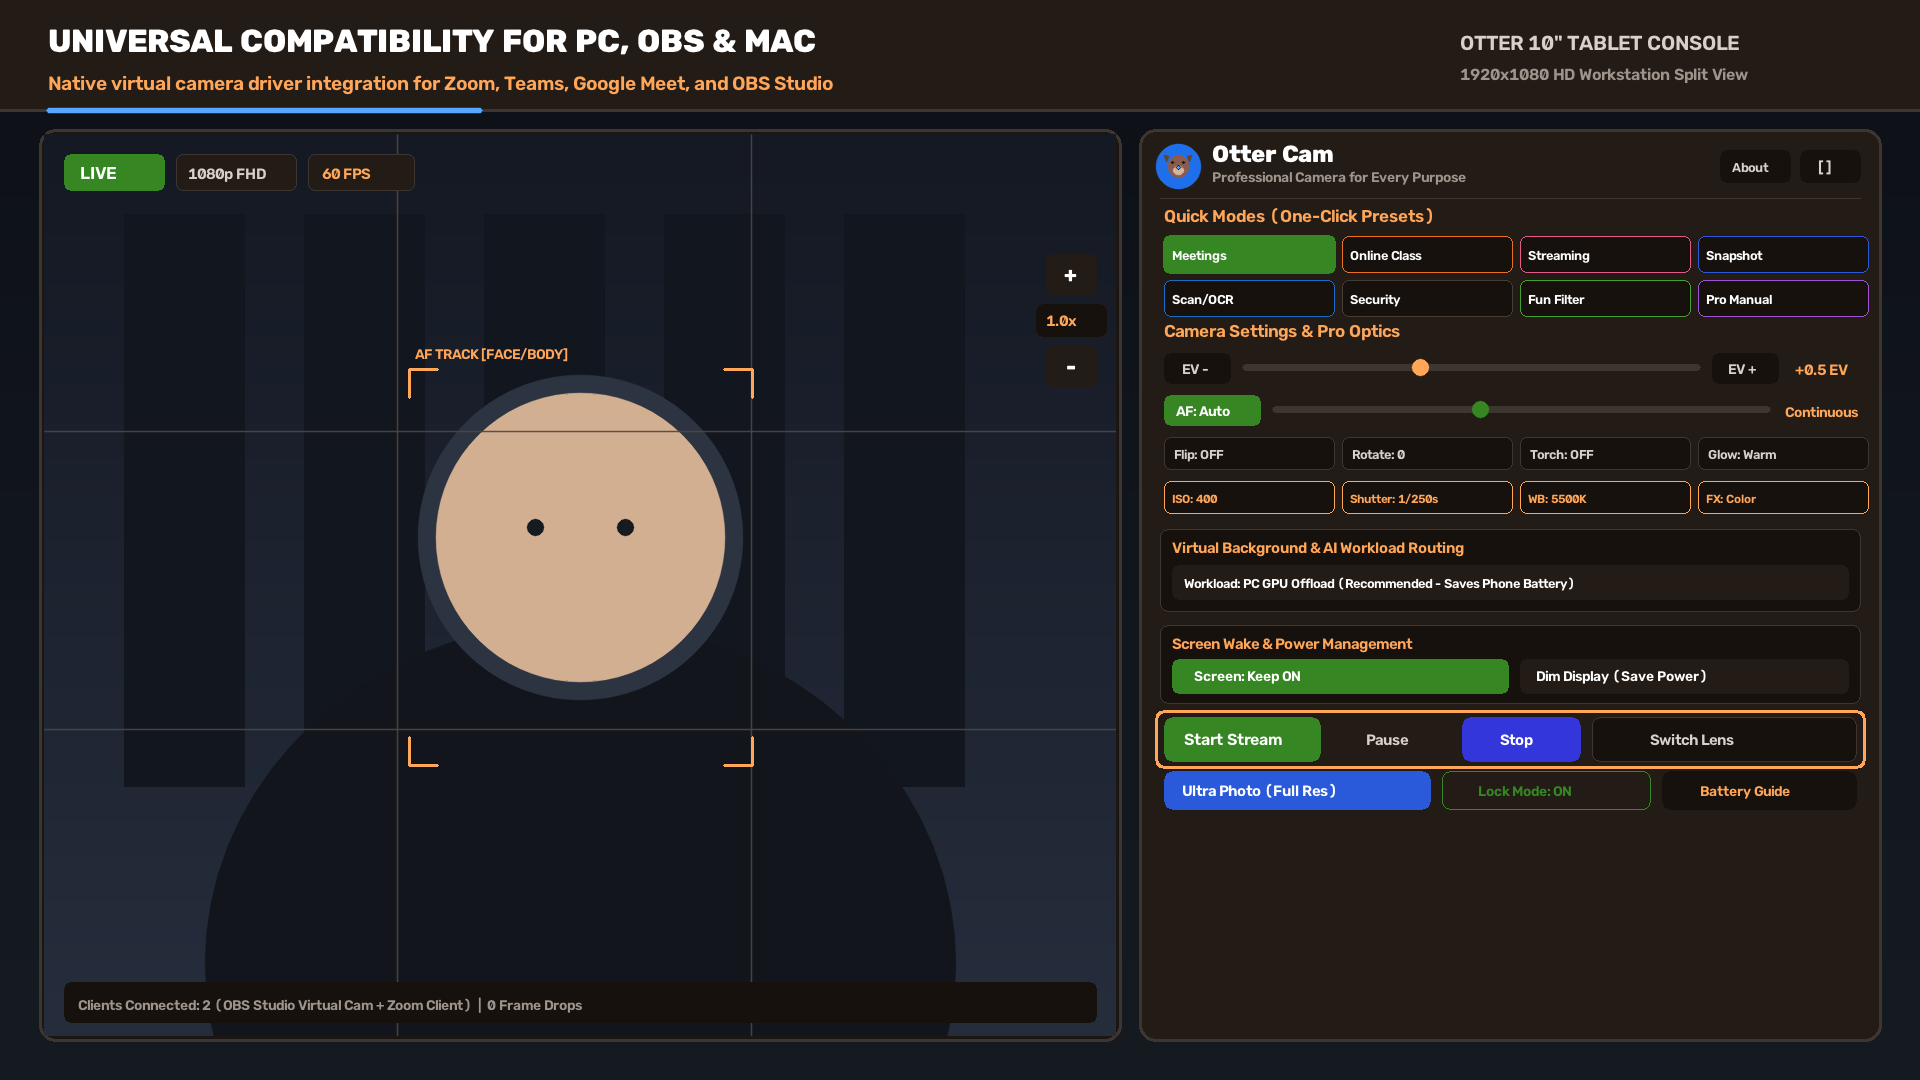 UNIVERSAL COMPATIBILITY FOR PC, OBS & MAC
Native virtual camera driver integration for Zoom, Teams, Google Meet, and OBS Studio
OTTER 10" TABLET CONSOLE
1920x1080 HD Workstation Split View
LIVE
1080p FHD
60 FPS
+
1.0x
-
AF TRACK [FACE/BODY]
Clients Connected: 2 (OBS Studio Virtual Cam + Zoom Client) | 0 Frame Drops
Otter Cam
Professional Camera for Every Purpose
About
[ ]
Quick Modes (One-Click Presets)
Meetings
Online Class
Streaming
Snapshot
Scan/OCR
Security
Fun Filter
Pro Manual
Camera Settings & Pro Optics
EV -
EV +
+0.5 EV
AF: Auto
Continuous
Flip: OFF
Rotate: 0
Torch: OFF
Glow: Warm
ISO: 400
Shutter: 1/250s
WB: 5500K
FX: Color
Virtual Background & AI Workload Routing
Workload: PC GPU Offload (Recommended - Saves Phone Battery)
Screen Wake & Power Management
Screen: Keep ON
Dim Display (Save Power)
Start Stream
Pause
Stop
Switch Lens
Ultra Photo (Full Res)
Lock Mode: ON
Battery Guide